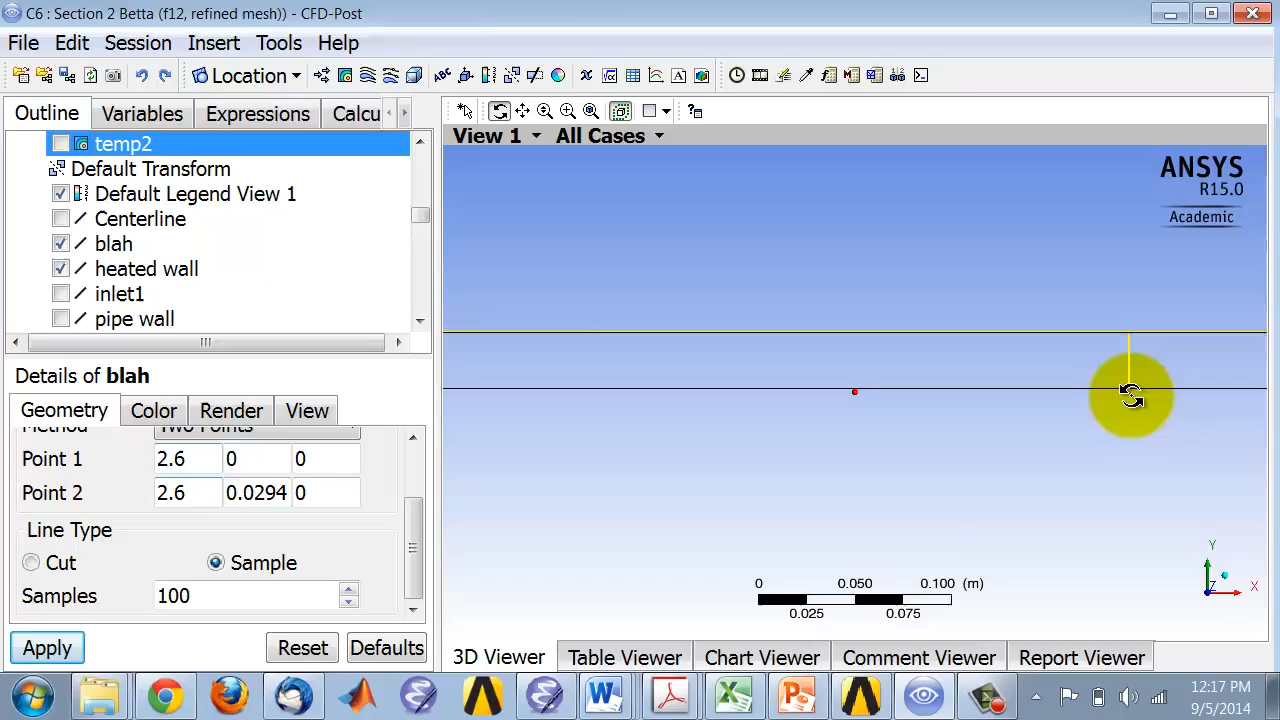 C6 : Section 2 Betta (f12, refined mesh)) - CFD-Post
File Edit Session Insert Tools Help
Location
Outline Variables Expressions Calcu
View 1 All Cases
temp2
Default Transform
Default Legend View 1
Centerline
blah
heated wall
inlet1
pipe wall
ANSYS
R15.0
Academic
Details of blah
Geometry Color Render View
Method Two Points
Point 1 2.6 0 0
Point 2 2.6 0.0294 0
Line Type
Cut Sample
Samples 100
Apply Reset Defaults
0 0.050 0.100 (m)
0.025 0.075
Y
Z X
3D Viewer Table Viewer Chart Viewer Comment Viewer Report Viewer
12:17 PM
9/5/2014